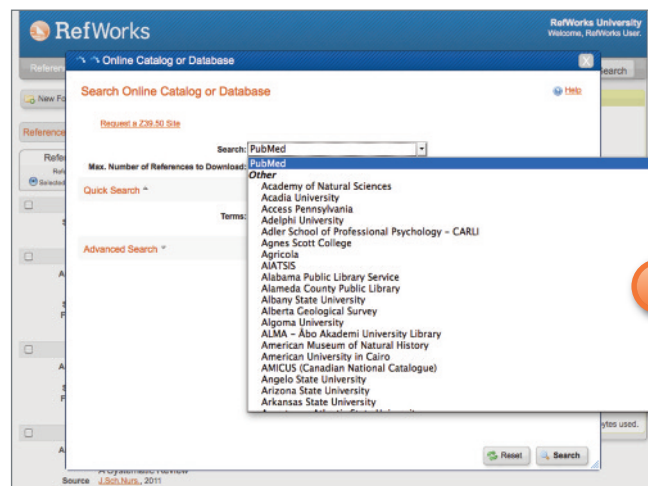 RefWorks
RefWorks University
Welcome, RefWorks User.
Online Catalog or Database
X
Search Online Catalog or Database
Help
Request a Z39.50 Site
Search: PubMed
Max. Number of References to Download:
Quick Search
Terms:
Advanced Search
PubMed
Other
Academy of Natural Sciences
Acadia University
Access Pennsylvania
Adelphi University
Adler School of Professional Psychology – CARLI
Agnes Scott College
Agricola
AIATSIS
Alabama Public Library Service
Alameda County Public Library
Albany State University
Alberta Geological Survey
Algoma University
ALMA – Åbo Akademi University Library
American Museum of Natural History
American University in Cairo
AMICUS (Canadian National Catalogue)
Angelo State University
Arizona State University
Arkansas State University
Reset
Search
New Fo
Reference
Refer
Selected
earch
ytes used.
A Systematic Review
Source J.Sch.Nurs., 2011